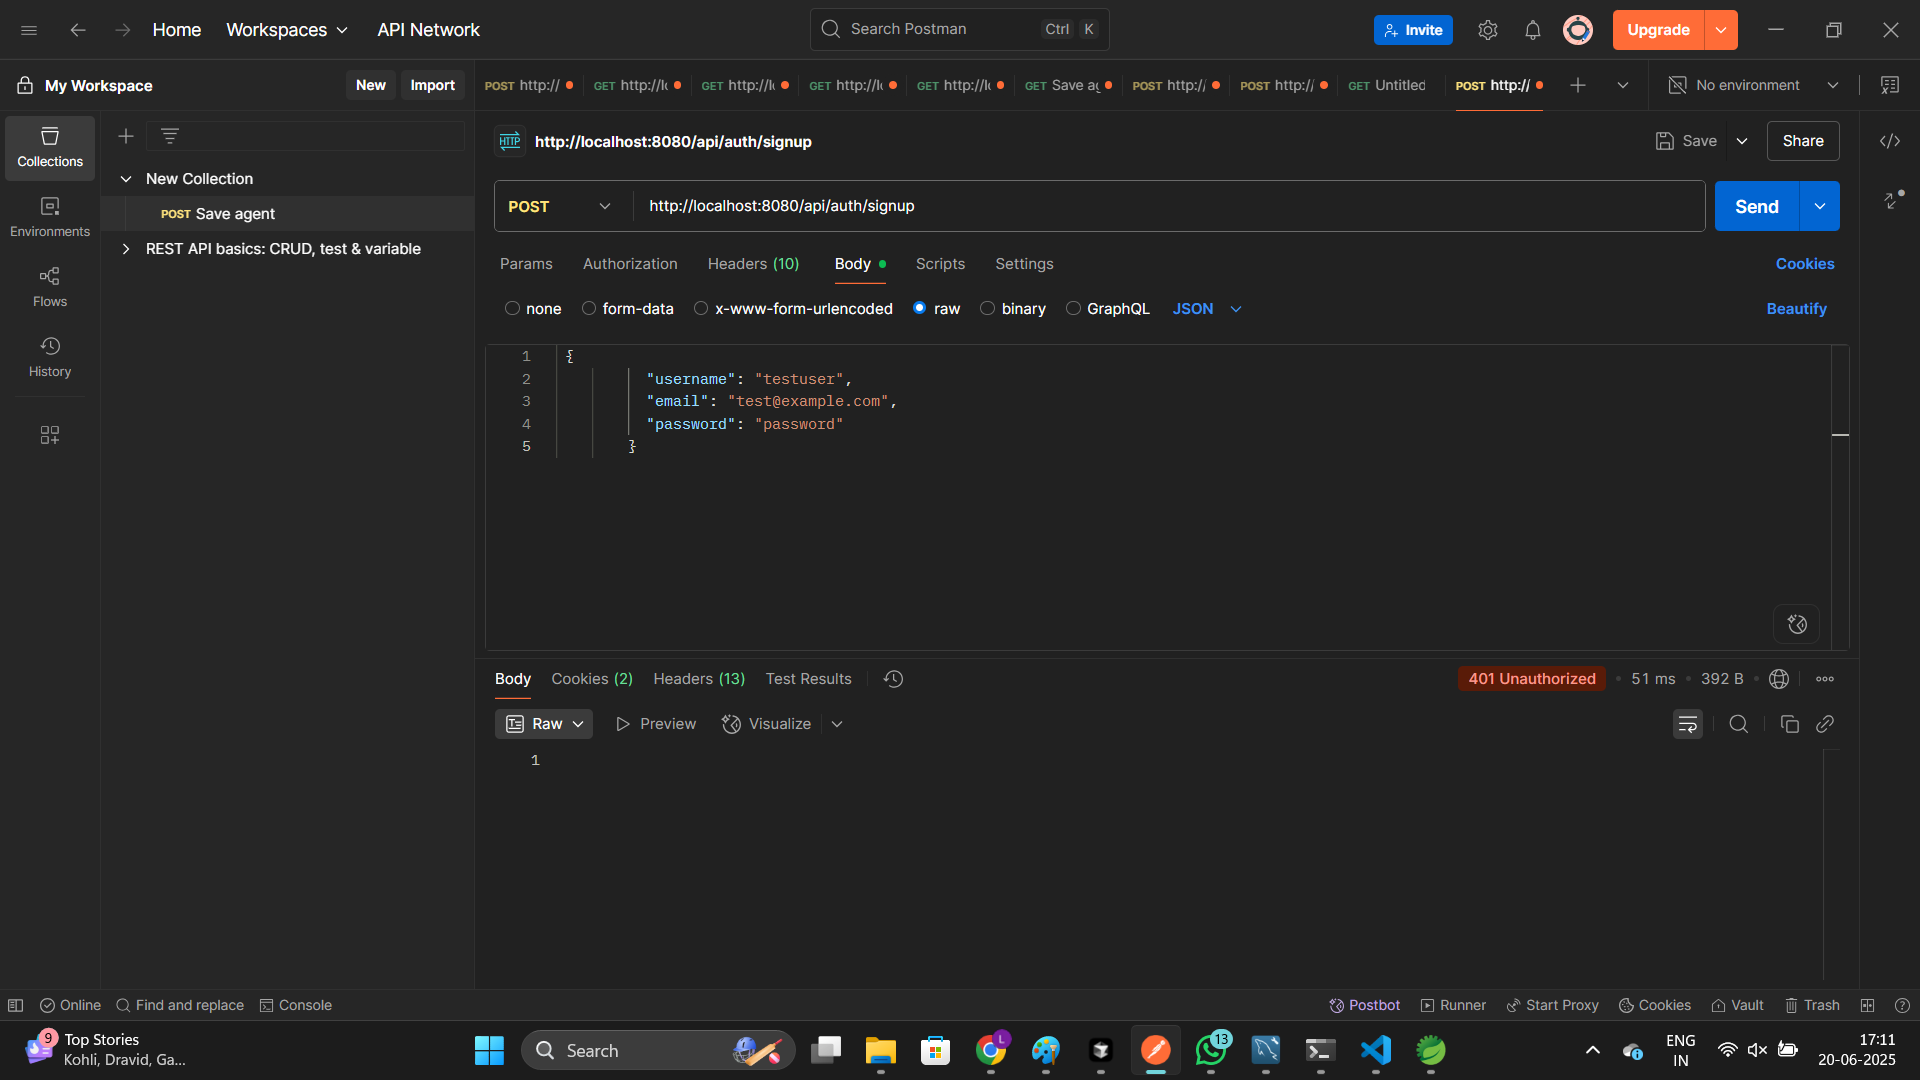 Home
Workspaces
API Network
Search Postman
Ctrl
K
Invite
Upgrade
My Workspace
New
Import
POST http:/
GET http://l
GET http://l
GET http://l
GET http://l
GET Save a
POST http:/
POST http:/
GET Untitled
POST http://
No environment
Collections
Environments
Flows
History
New Collection
POST Save agent
REST API basics: CRUD, test & variable
HTTP
http://localhost:8080/api/auth/signup
Save
Share
POST
http://localhost:8080/api/auth/signup
Send
Params
Authorization
Headers (10)
Body
Scripts
Settings
Cookies
none
form-data
x-www-form-urlencoded
raw
binary
GraphQL
JSON
Beautify
1 {
2 "username": "testuser",
3 "email": "test@example.com",
4 "password": "password"
5 }
Body
Cookies (2)
Headers (13)
Test Results
401 Unauthorized
51 ms
392 B
Raw
Preview
Visualize
1
Online
Find and replace
Console
Postbot
Runner
Start Proxy
Cookies
Vault
Trash
9
Top Stories
Kohli, Dravid, Ga...
Search
L
13
ENG
IN
17:11
20-06-2025